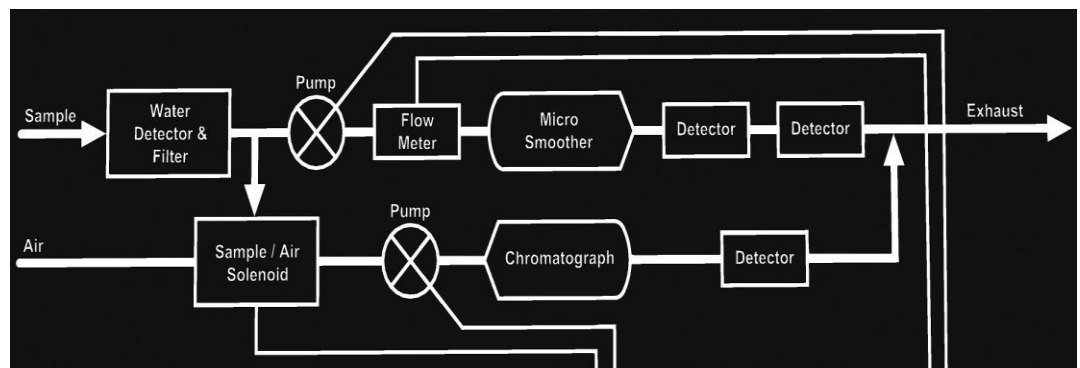 Pump
Sample
Water
Detector &
Filter
Flow
Meter
Micro
Smoother
Detector
Detector
Exhaust
Air
Sample / Air
Solenoid
Pump
Chromatograph
Detector